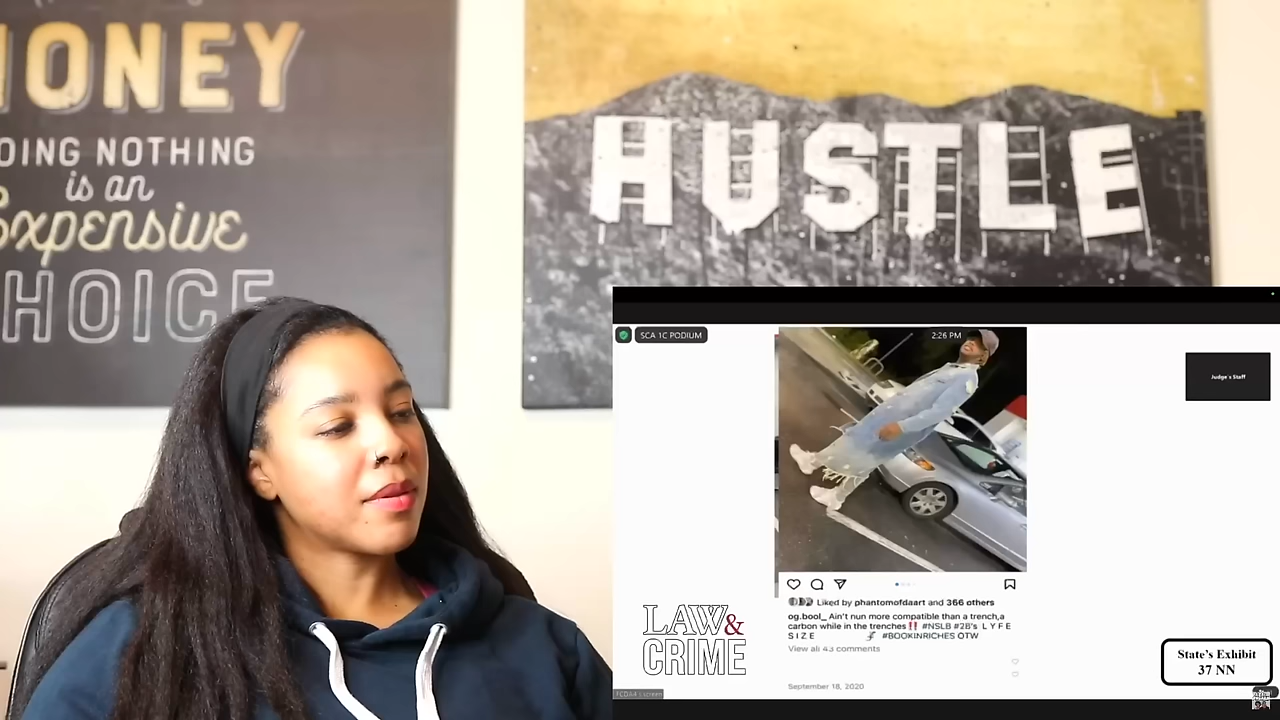 MONEY
DOING NOTHING
is an
Expensive
CHOICE
HUSTLE
SCA 1C PODIUM
2:26 PM
Judge's Staff
Liked by phantomofdaart and 366 others
og.bool_ Ain't nun more compatible than a trench,a
carbon while in the trenches‼️ #NSLB #2B's L Y F E
S I Z E #BOOKINRICHES OTW
View all 43 comments
September 18, 2020
LAW&
CRIME
State's Exhibit
37 NN